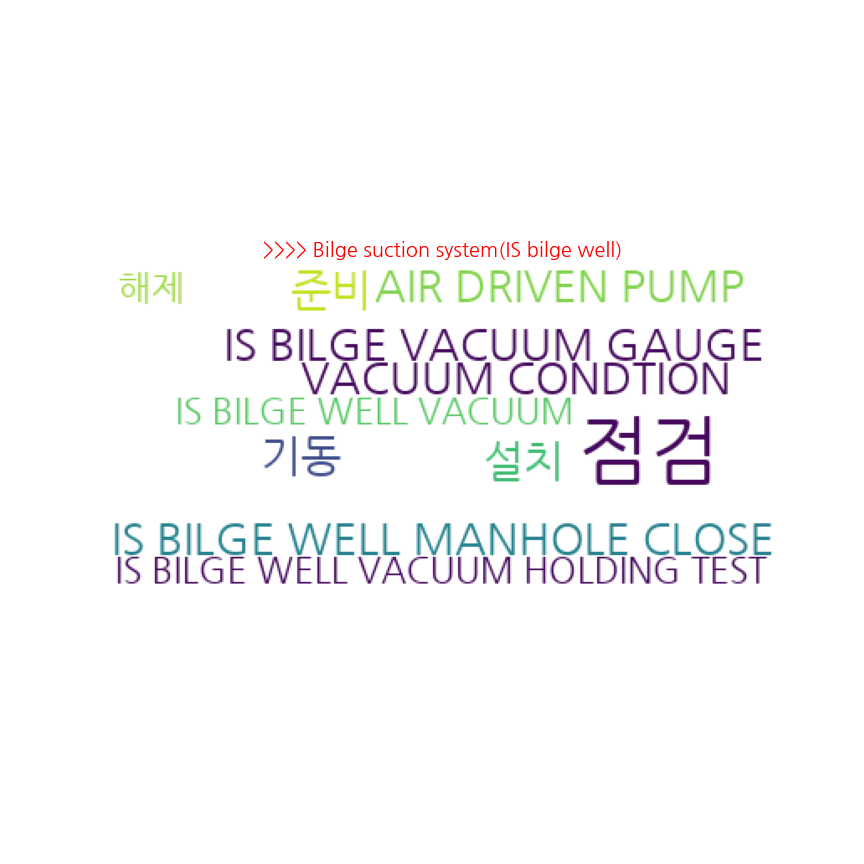 >>>> Bilge suction system(IS bilge well)
해제 준비 AIR DRIVEN PUMP
IS BILGE VACUUM GAUGE
VACUUM CONDTION
IS BILGE WELL VACUUM
기동 설치 점검
IS BILGE WELL MANHOLE CLOSE
IS BILGE WELL VACUUM HOLDING TEST